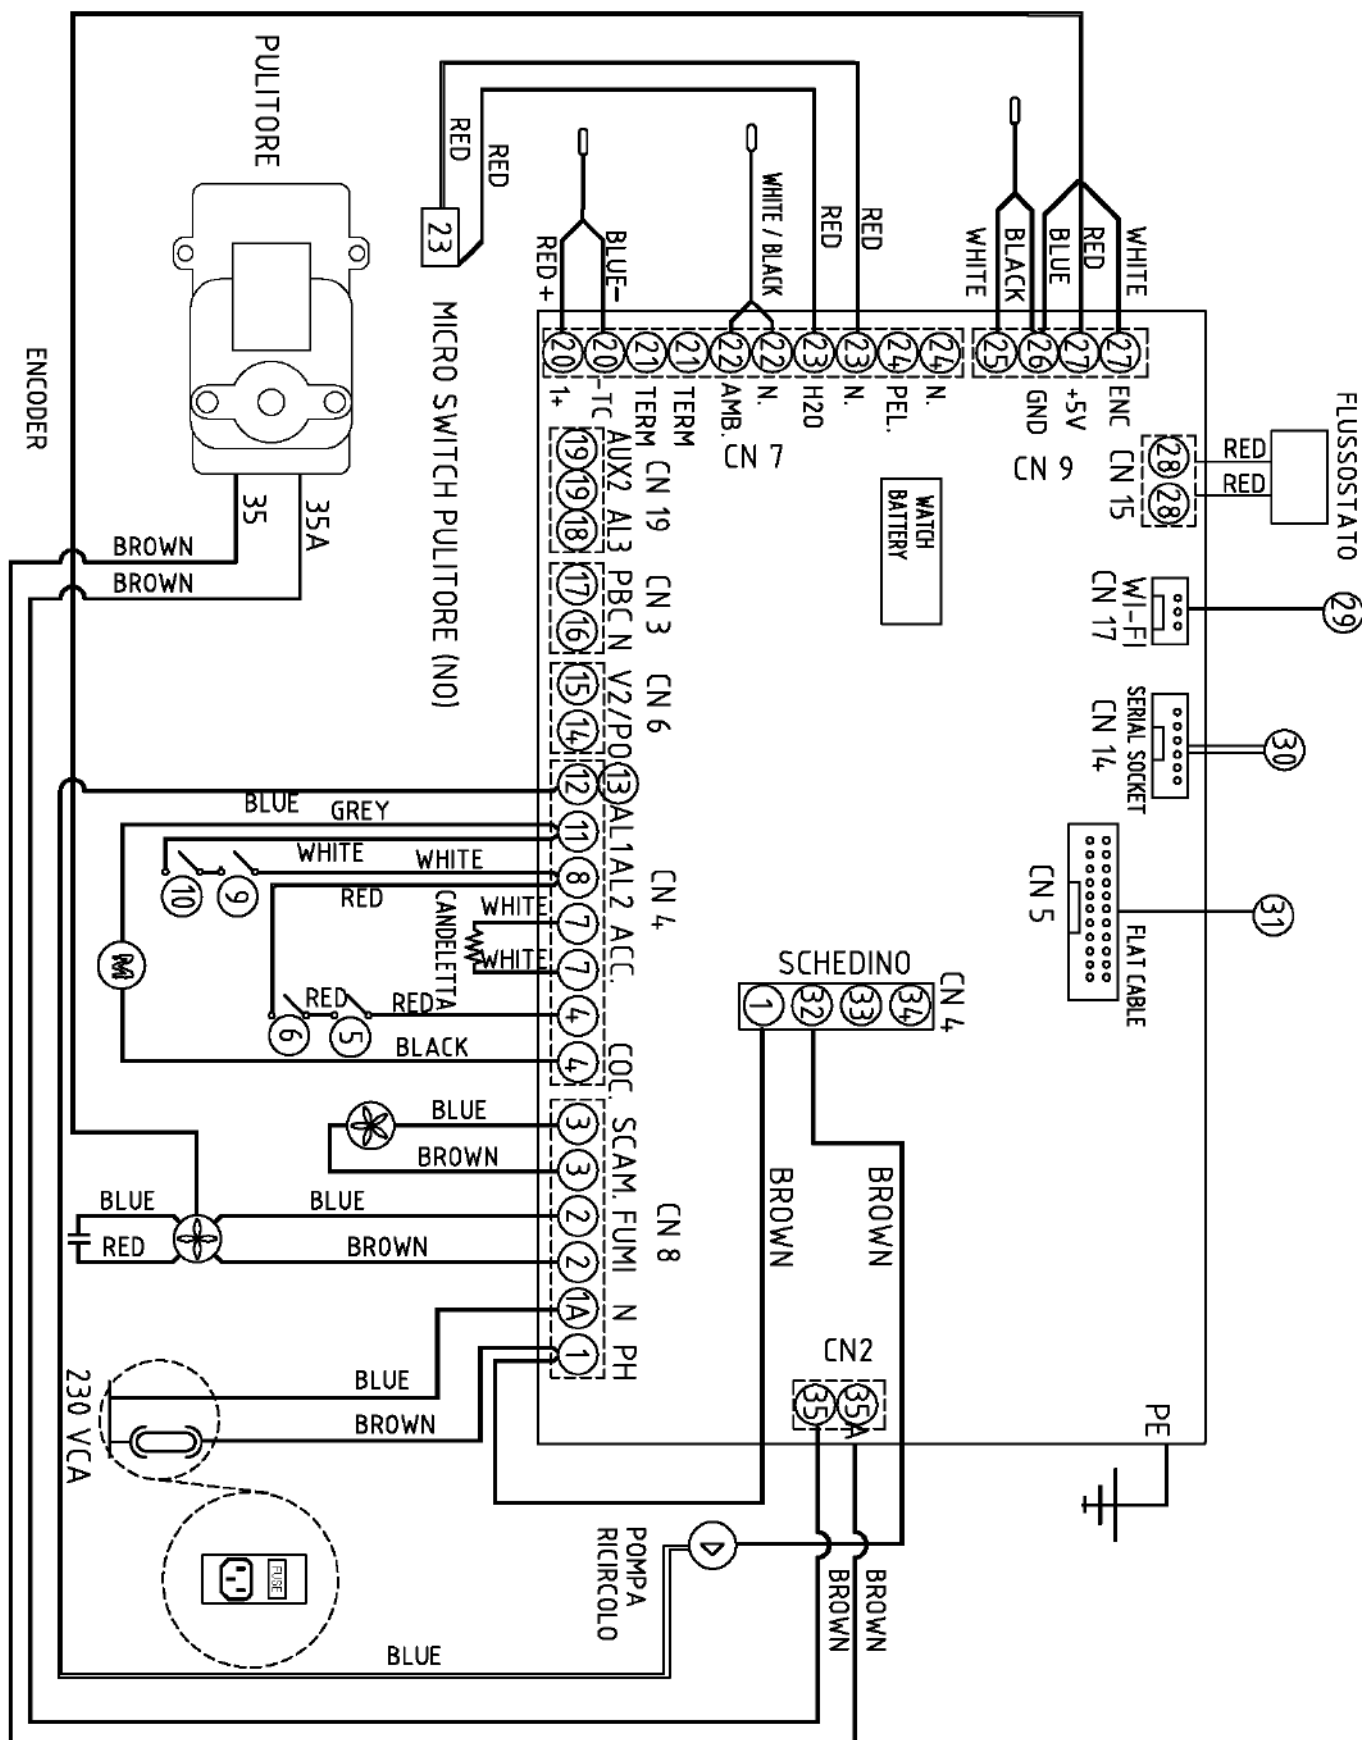 PULITORE
ENCODER
35
35A
BROWN
BROWN
RED
RED
23
MICRO SWITCH PULITORE (NO)
RED+
BLUE-
WHITE / BLACK
RED
RED
WHITE
BLACK
BLUE
RED
WHITE
20
20
21
21
22
22
23
23
24
24
1+
-TC
TERM
TERM
AMB.
N.
H2O
N.
PEL.
N.
CN 7
25
26
27
27
GND
+5V
ENC
CN 9
FLUSSOSTATO
RED
RED
28
28
CN 15
WATCH
BATTERY
WI-FI
CN 17
29
SERIAL SOCKET
CN 14
30
CN 5
FLAT CABLE
31
19
19
18
AUX2 AL3
CN 19
17
16
PBC N
CN 3
15
14
V2/PO
CN 6
12
13
11
8
7
7
4
4
AL1 AL2 ACC.
COC.
CN 4
BLUE
GREY
WHITE
WHITE
10
9
RED
WHITE
WHITE
CANDELETTA
RED
RED
6
5
M
BLACK
SCHEDINO
CN 4
1
32
33
34
BROWN
BROWN
3
3
2
2
1A
1
SCAM. FUMI
N
PH
CN 8
BLUE
BROWN
BLUE
RED
BLUE
BROWN
BLUE
BROWN
230 VCA
FUSE
CN2
35
35A
PE
POMPA
RICIRCOLO
BROWN
BROWN
BLUE